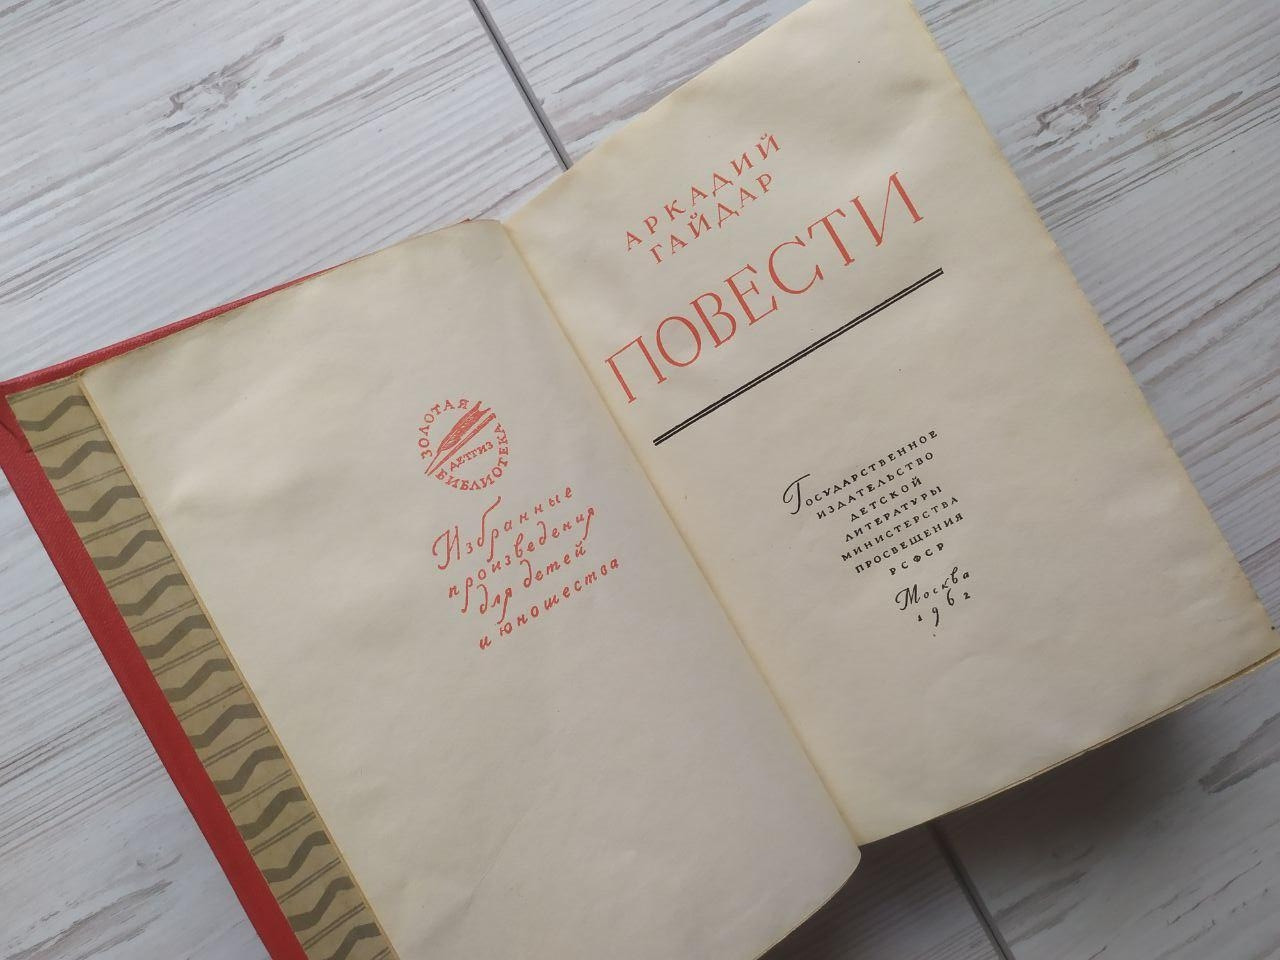 ЗОЛОТАЯ
БИБЛИОТЕКА
ДЕТГИЗ
Избранные
произведения
для детей
и юношества
АРКАДИЙ
ГАЙДАР
ПОВЕСТИ
Государственное
издательство
детской
литературы
министерства
просвещения
РСФСР
Москва
1962